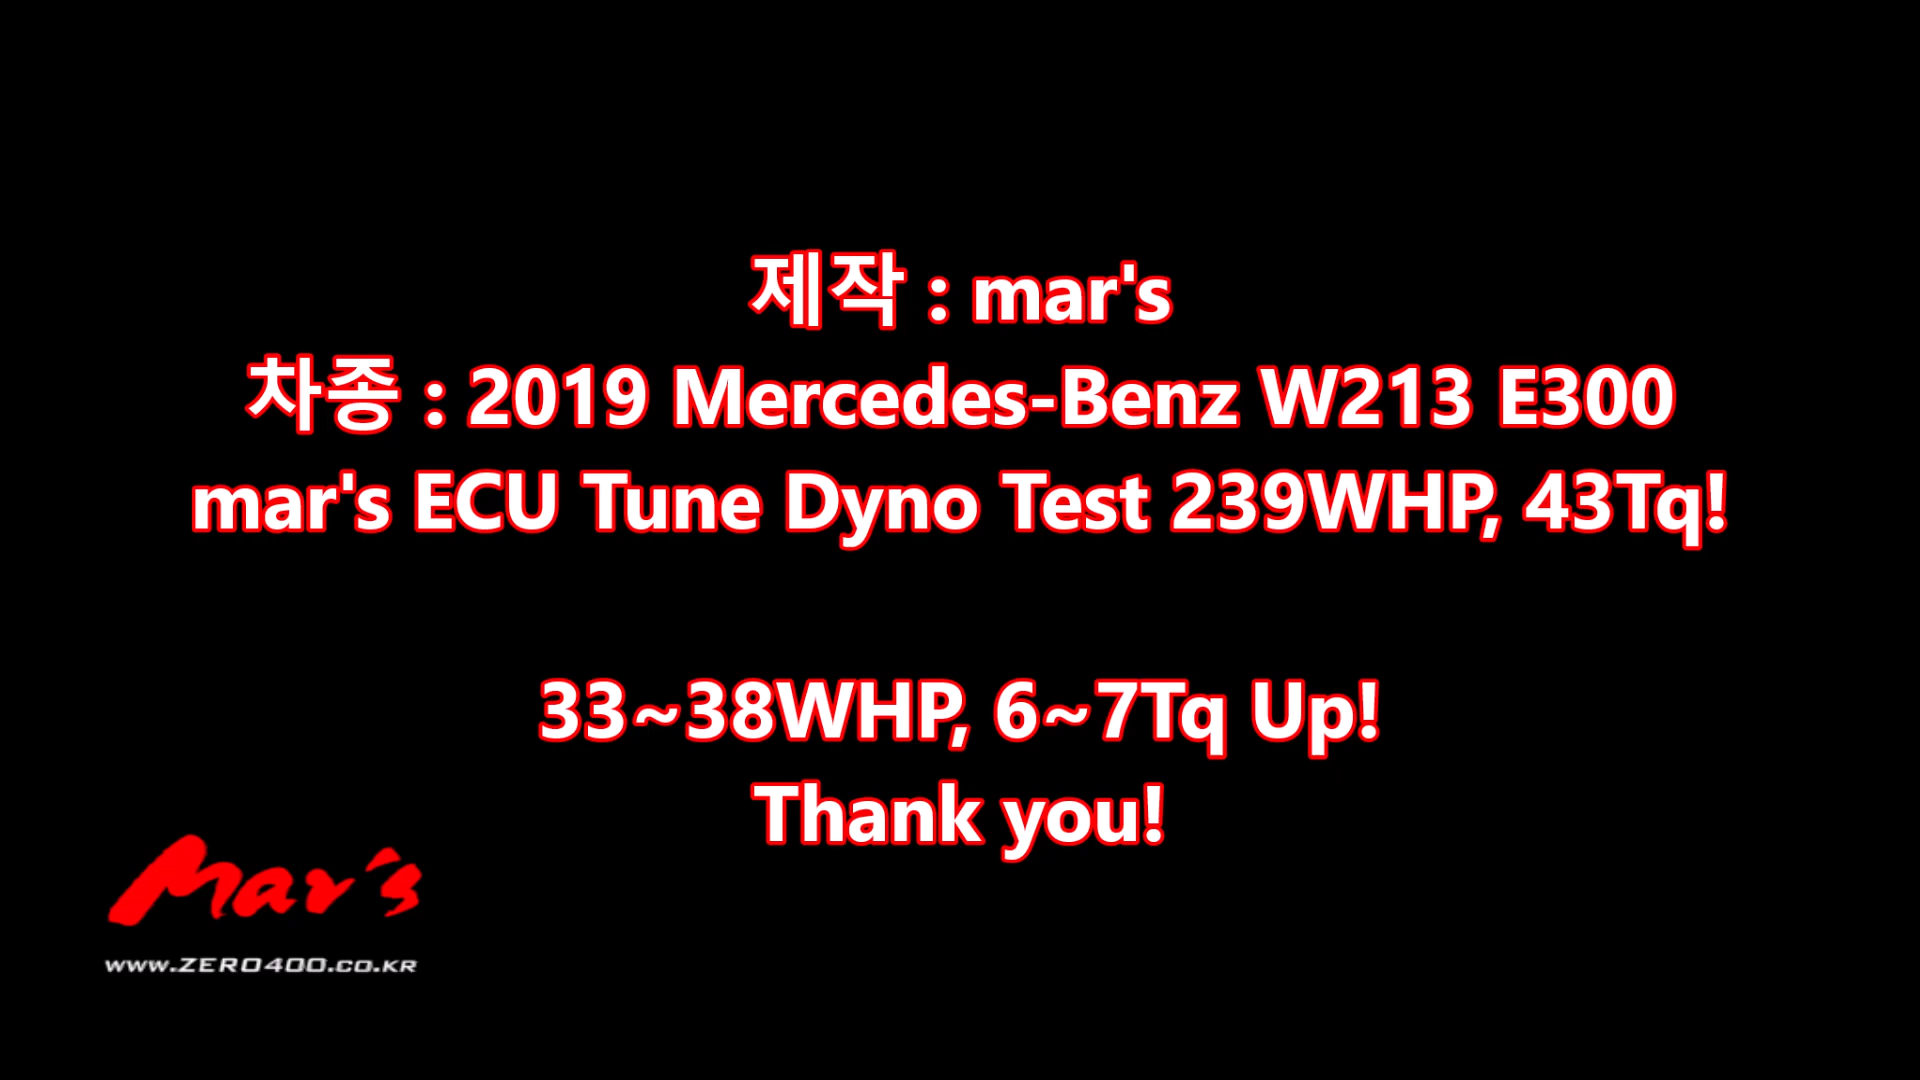 제작 : mar's
차종 : 2019 Mercedes-Benz W213 E300
mar's ECU Tune Dyno Test 239WHP, 43Tq!
33~38WHP, 6~7Tq Up!
Thank you!
Mar's
www.ZERO400.co.kr